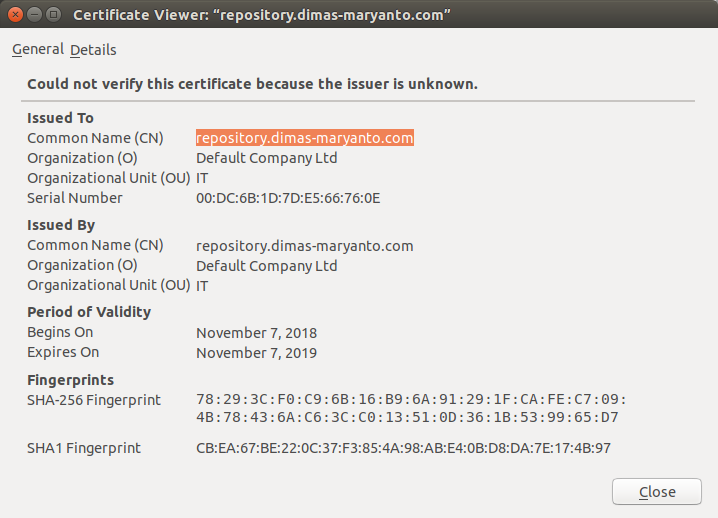 Certificate Viewer: “repository.dimas-maryanto.com”
General Details
Could not verify this certificate because the issuer is unknown.
Issued To
Common Name (CN) repository.dimas-maryanto.com
Organization (O) Default Company Ltd
Organizational Unit (OU) IT
Serial Number 00:DC:6B:1D:7D:E5:66:76:0E
Issued By
Common Name (CN) repository.dimas-maryanto.com
Organization (O) Default Company Ltd
Organizational Unit (OU) IT
Period of Validity
Begins On November 7, 2018
Expires On November 7, 2019
Fingerprints
SHA-256 Fingerprint 78:29:3C:F0:C9:6B:16:B9:6A:91:29:1F:CA:FE:C7:09:
4B:78:43:6A:C6:3C:C0:13:51:0D:36:1B:53:99:65:D7
SHA1 Fingerprint CB:EA:67:BE:22:0C:37:F3:85:4A:98:AB:E4:0B:D8:DA:7E:17:4B:97
Close